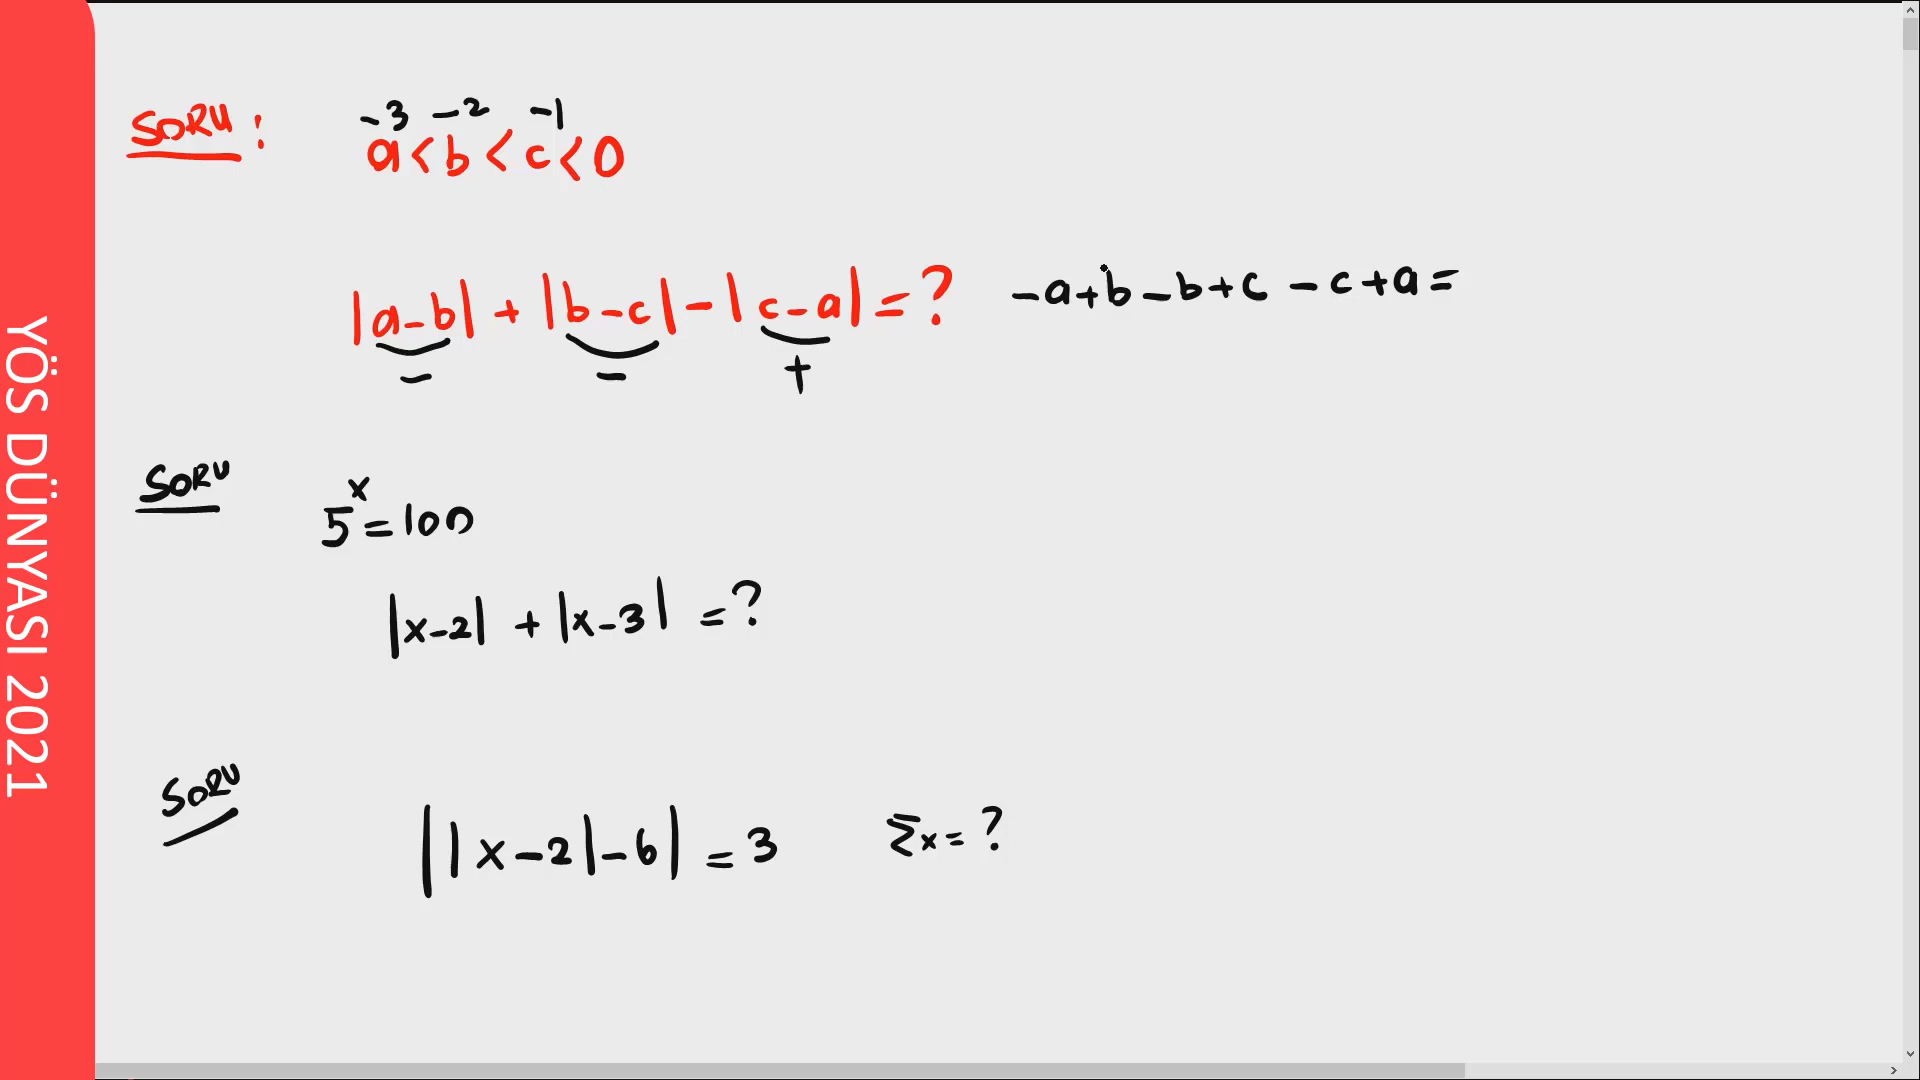 YÖS DÜNYASI 2021
SORU :
-3 -2 -1
a < b < c < 0
|a-b| + |b-c| - |c-a| = ? -a+b-b+c-c+a=
- - +
SORU
5^x = 100
|x-2| + |x-3| = ?
SORU
||x-2|-6| = 3 Σx = ?